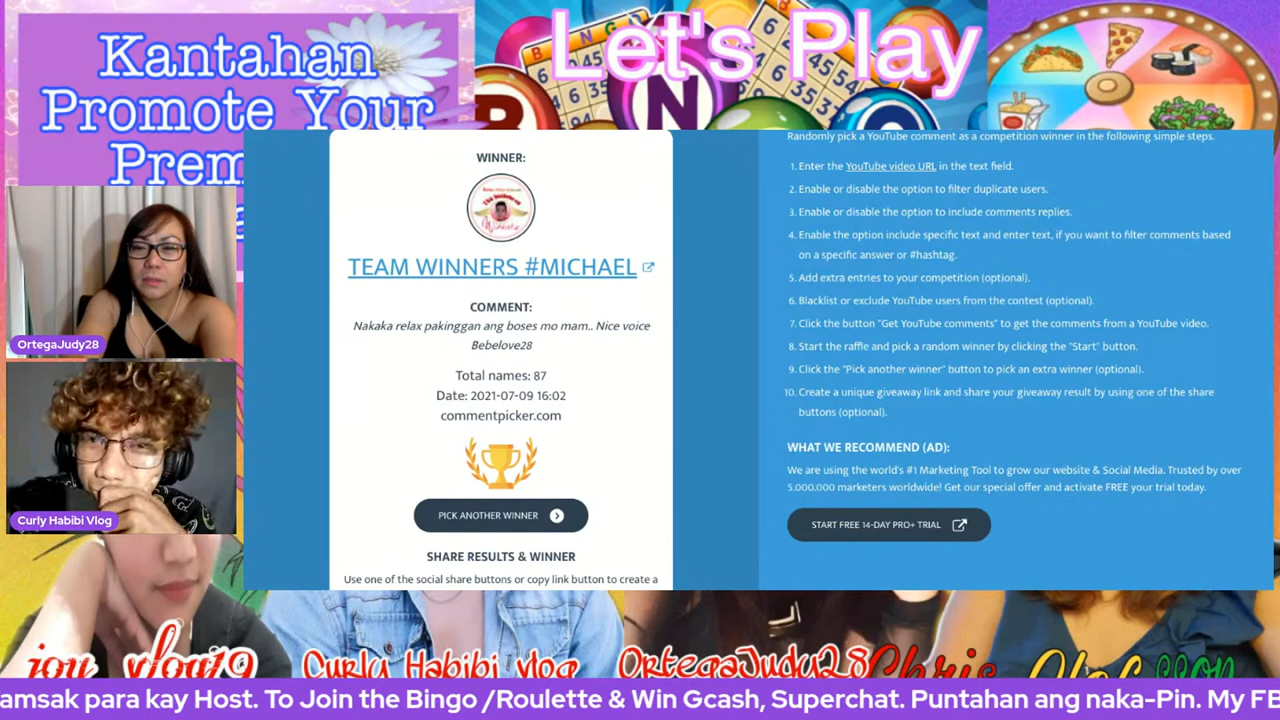 Kantahan
Promote Your
Prem
Let's Play
B I N G
N
WINNER:
TEAM WINNERS #MICHAEL
COMMENT:
Nakaka relax pakinggan ang boses mo mam.. Nice voice
Bebelove28
Total names: 87
Date: 2021-07-09 16:02
commentpicker.com
PICK ANOTHER WINNER
SHARE RESULTS & WINNER
Use one of the social share buttons or copy link button to create a
Randomly pick a YouTube comment as a competition winner in the following simple steps.
1. Enter the YouTube video URL in the text field.
2. Enable or disable the option to filter duplicate users.
3. Enable or disable the option to include comments replies.
4. Enable the option include specific text and enter text, if you want to filter comments based
on a specific answer or #hashtag.
5. Add extra entries to your competition (optional).
6. Blacklist or exclude YouTube users from the contest (optional).
7. Click the button "Get YouTube comments" to get the comments from a YouTube video.
8. Start the raffle and pick a random winner by clicking the "Start" button.
9. Click the "Pick another winner" button to pick an extra winner (optional).
10. Create a unique giveaway link and share your giveaway result by using one of the share
buttons (optional).
WHAT WE RECOMMEND (AD):
We are using the world's #1 Marketing Tool to grow our website & Social Media. Trusted by over
5.000.000 marketers worldwide! Get our special offer and activate FREE your trial today.
START FREE 14-DAY PRO+ TRIAL
OrtegaJudy28
Curly Habibi Vlog
joy vlog19
Curly Habibi vlog
OrtegaJudy28
Chris
amsak para kay Host. To Join the Bingo /Roulette & Win Gcash, Superchat. Puntahan ang naka-Pin. My FE